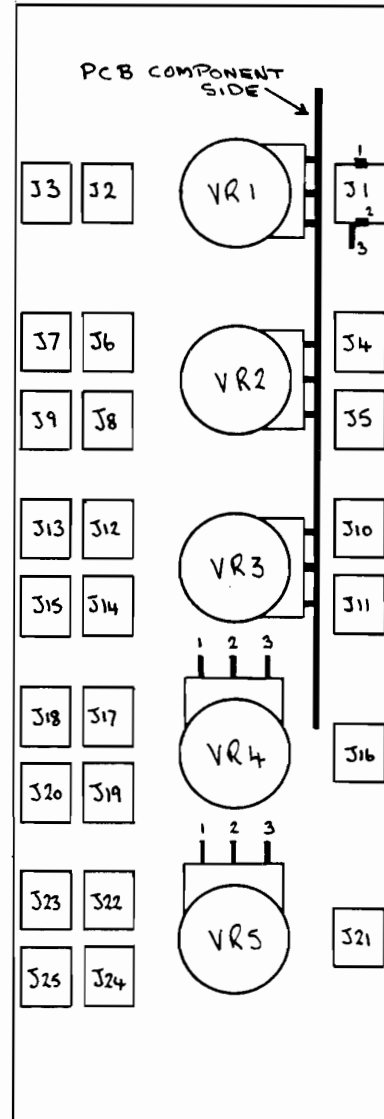 PCB COMPONENT
SIDE
J3 J2 VR1 1 J1 2 3
J7 J6 VR2 J4
J9 J8 J5
J13 J12 VR3 J10
J15 J14 J11
1 2 3
J18 J17 VR4 J16
J20 J19
1 2 3
J23 J22 VR5 J21
J25 J24